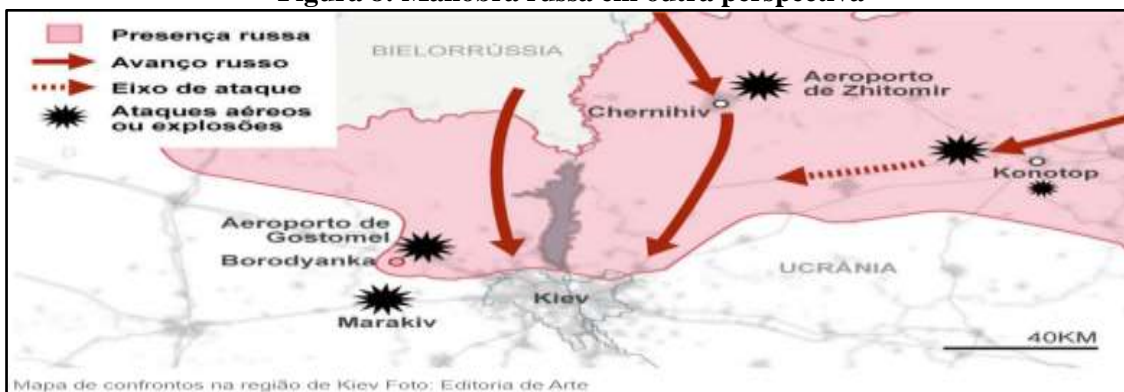 Figura 8: Manobra russa em outra perspectiva
Presença russa
Avanço russo
Eixo de ataque
Ataques aéreos
ou explosões
BIELORRÚSSIA
Aeroporto
de Zhitomir
Chernihiv
Konotop
Aeroporto de
Gostomel
Borodyanka
UCRÂNIA
Kiev
Marakiv
40KM
Mapa de confrontos na região de Kiev Foto: Editoria de Arte